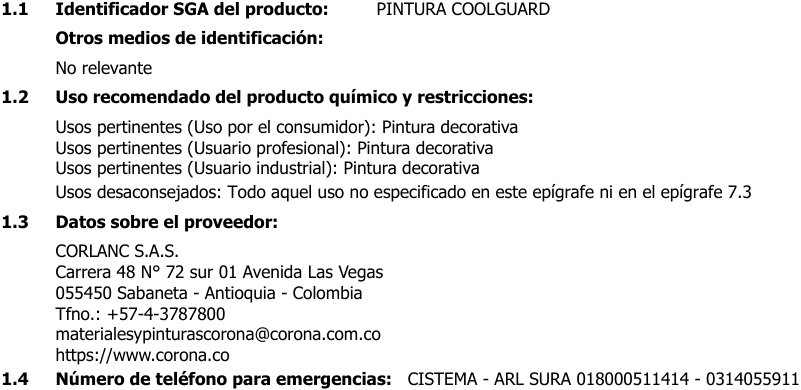 1.1 Identificador SGA del producto: PINTURA COOLGUARD
Otros medios de identificación:
No relevante
1.2 Uso recomendado del producto químico y restricciones:
Usos pertinentes (Uso por el consumidor): Pintura decorativa
Usos pertinentes (Usuario profesional): Pintura decorativa
Usos pertinentes (Usuario industrial): Pintura decorativa
Usos desaconsejados: Todo aquel uso no especificado en este epígrafe ni en el epígrafe 7.3
1.3 Datos sobre el proveedor:
CORLANC S.A.S.
Carrera 48 N° 72 sur 01 Avenida Las Vegas
055450 Sabaneta - Antioquia - Colombia
Tfno.: +57-4-3787800
materialesypinturascorona@corona.com.co
https://www.corona.co
1.4 Número de teléfono para emergencias: CISTEMA - ARL SURA 018000511414 - 0314055911